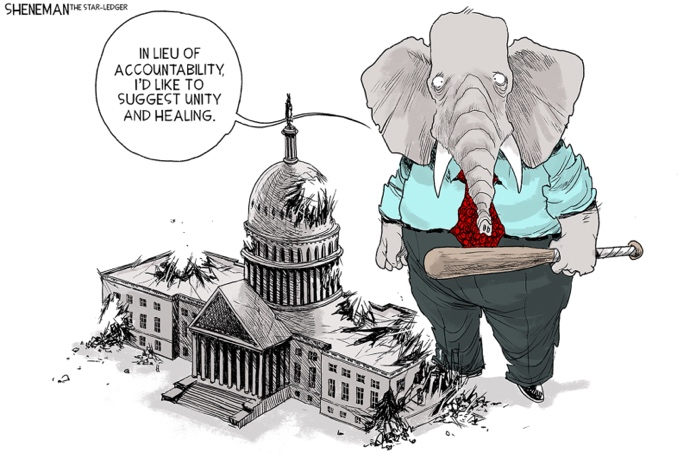 SHENEMAN THE STAR-LEDGER
IN LIEU OF
ACCOUNTABILITY,
I'D LIKE TO
SUGGEST UNITY
AND HEALING.